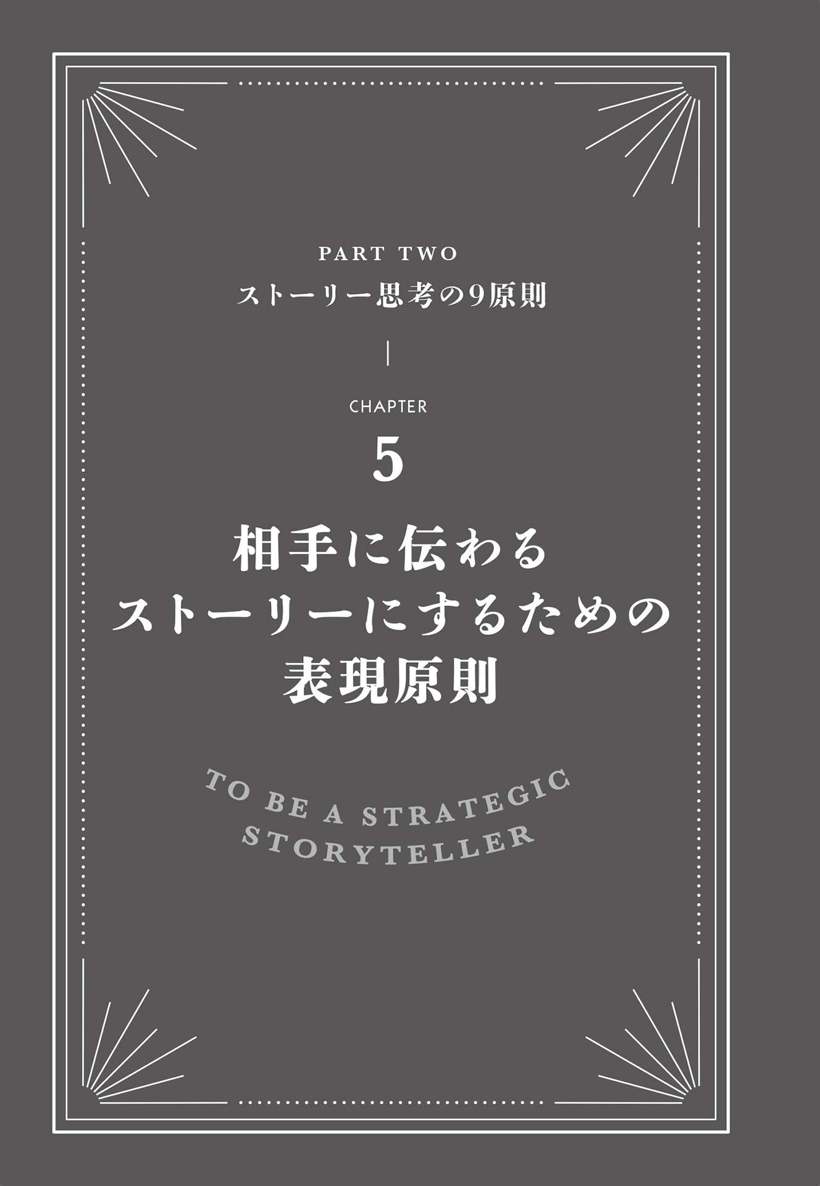 PART TWO
ストーリー思考の9原則
CHAPTER
5
相手に伝わる
ストーリーにするための
表現原則
TO BE A STRATEGIC
STORYTELLER